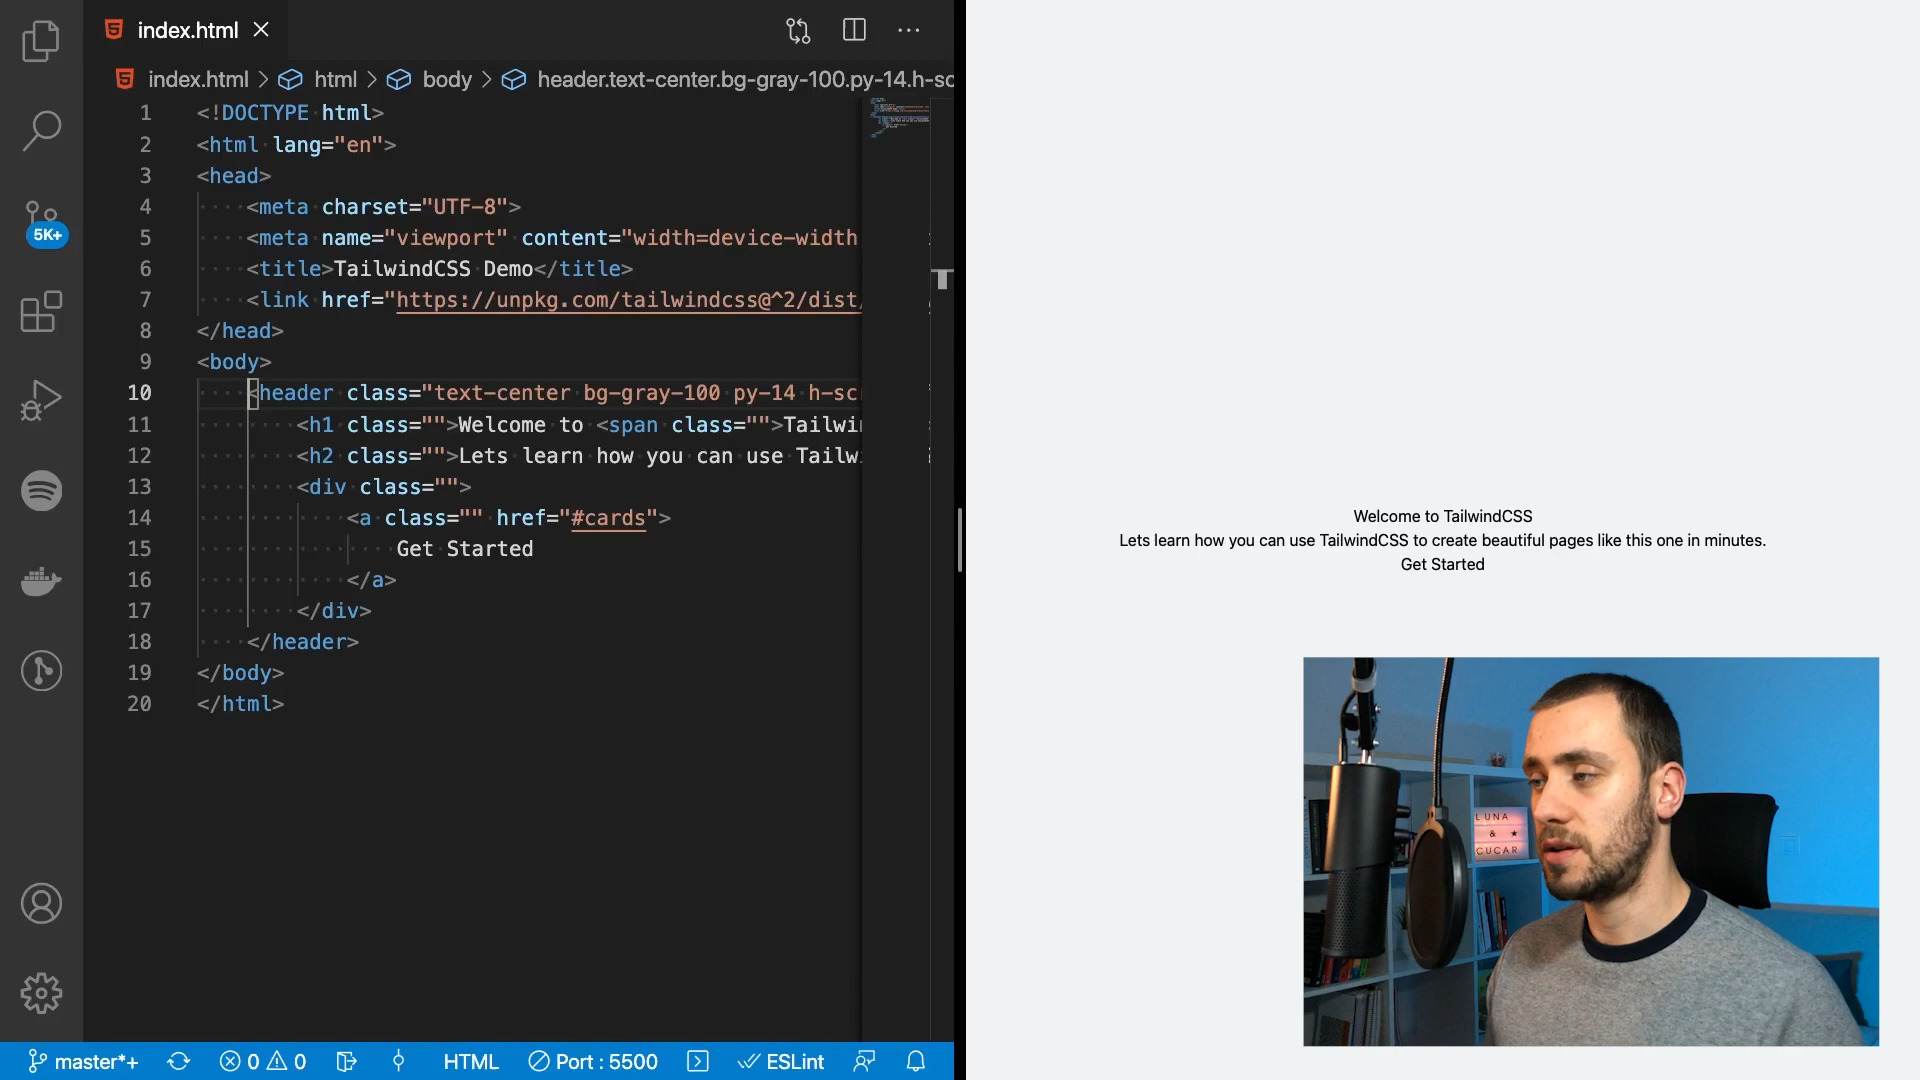 index.html
index.html > html > body > header.text-center.bg-gray-100.py-14.h-sc
5K+
1 <!DOCTYPE html>
2 <html lang="en">
3 <head>
4 <meta charset="UTF-8">
5 <meta name="viewport" content="width=device-width
6 <title>TailwindCSS Demo</title>
7 <link href="https://unpkg.com/tailwindcss@^2/dist/
8 </head>
9 <body>
10 <header class="text-center bg-gray-100 py-14 h-sc
11 <h1 class="">Welcome to <span class="">Tailwi
12 <h2 class="">Lets learn how you can use Tailw
13 <div class="">
14 <a class="" href="#cards">
15 Get Started
16 </a>
17 </div>
18 </header>
19 </body>
20 </html>
master*+ 0 0 HTML Port : 5500 ESLint
Welcome to TailwindCSS
Lets learn how you can use TailwindCSS to create beautiful pages like this one in minutes.
Get Started
LUNA
&
CUCAR